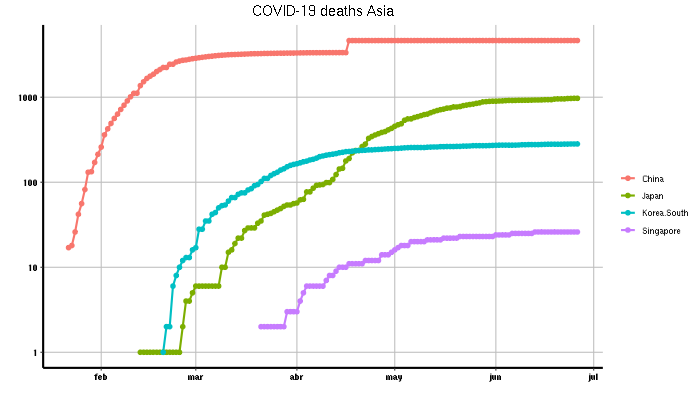 COVID-19 deaths Asia
1000
100
10
1
feb mar abr may jun jul
China
Japan
Korea.South
Singapore